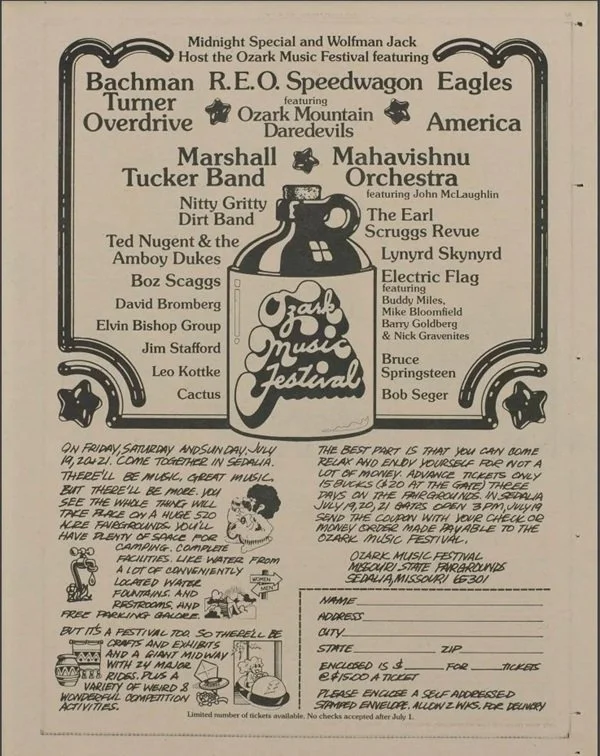 Midnight Special and Wolfman Jack
Host the Ozark Music Festival featuring
Bachman Turner Overdrive
R.E.O. Speedwagon
Eagles
featuring
Ozark Mountain
Daredevils
America
Marshall
Tucker Band
Mahavishnu
Orchestra
featuring John McLaughlin
Nitty Gritty
Dirt Band
Ted Nugent & the
Amboy Dukes
Boz Scaggs
David Bromberg
Elvin Bishop Group
Jim Stafford
Leo Kottke
Cactus
The Earl
Scruggs Revue
Lynyrd Skynyrd
Electric Flag
featuring
Buddy Miles,
Mike Bloomfield
Barry Goldberg
& Nick Gravenites
Bruce
Springsteen
Bob Seger
Ozark
Music
Festival
ON FRIDAY, SATURDAY AND SUNDAY, JULY
19, 20 & 21. COME TOGETHER IN SEDALIA.
THERE'LL BE MUSIC, GREAT MUSIC.
BUT THERE'LL BE MORE. YOU
SEE THE WHOLE THING WILL
TAKE PLACE ON A HUGE 520
ACRE FAIRGROUNDS. YOU'LL
HAVE PLENTY OF SPACE FOR
CAMPING. COMPLETE
FACILITIES. LIKE WATER FROM
A LOT OF CONVENIENTLY
LOCATED WATER
FOUNTAINS. AND
RESTROOMS, AND
FREE PARKING GALORE.
WOMEN
MEN
BUT IT'S A FESTIVAL TOO. SO THERE'LL BE
CRAFTS AND EXHIBITS
AND A GIANT MIDWAY
WITH 24 MAJOR
RIDES. PLUS A
VARIETY OF WEIRD &
WONDERFUL COMPETITION
ACTIVITIES.
THE BEST PART IS THAT YOU CAN COME
RELAX AND ENJOY YOURSELF FOR NOT A
LOT OF MONEY. ADVANCE TICKETS ONLY
15 BUCKS ($20 AT THE GATE) THREE
DAYS ON THE FAIRGROUNDS. IN SEDALIA
JULY 19, 20, 21 GATES OPEN 3 PM, JULY 19
SEND THE COUPON WITH YOUR CHECK OR
MONEY ORDER MADE PAYABLE TO THE
OZARK MUSIC FESTIVAL.
OZARK MUSIC FESTIVAL
MISSOURI STATE FAIRGROUNDS
SEDALIA, MISSOURI 65301
NAME
ADDRESS
CITY
STATE ZIP
ENCLOSED IS $ FOR TICKETS
@ $15.00 A TICKET
PLEASE ENCLOSE A SELF ADDRESSED
STAMPED ENVELOPE. ALLOW 2 WKS. FOR DELIVERY
Limited number of tickets available. No checks accepted after July 1.